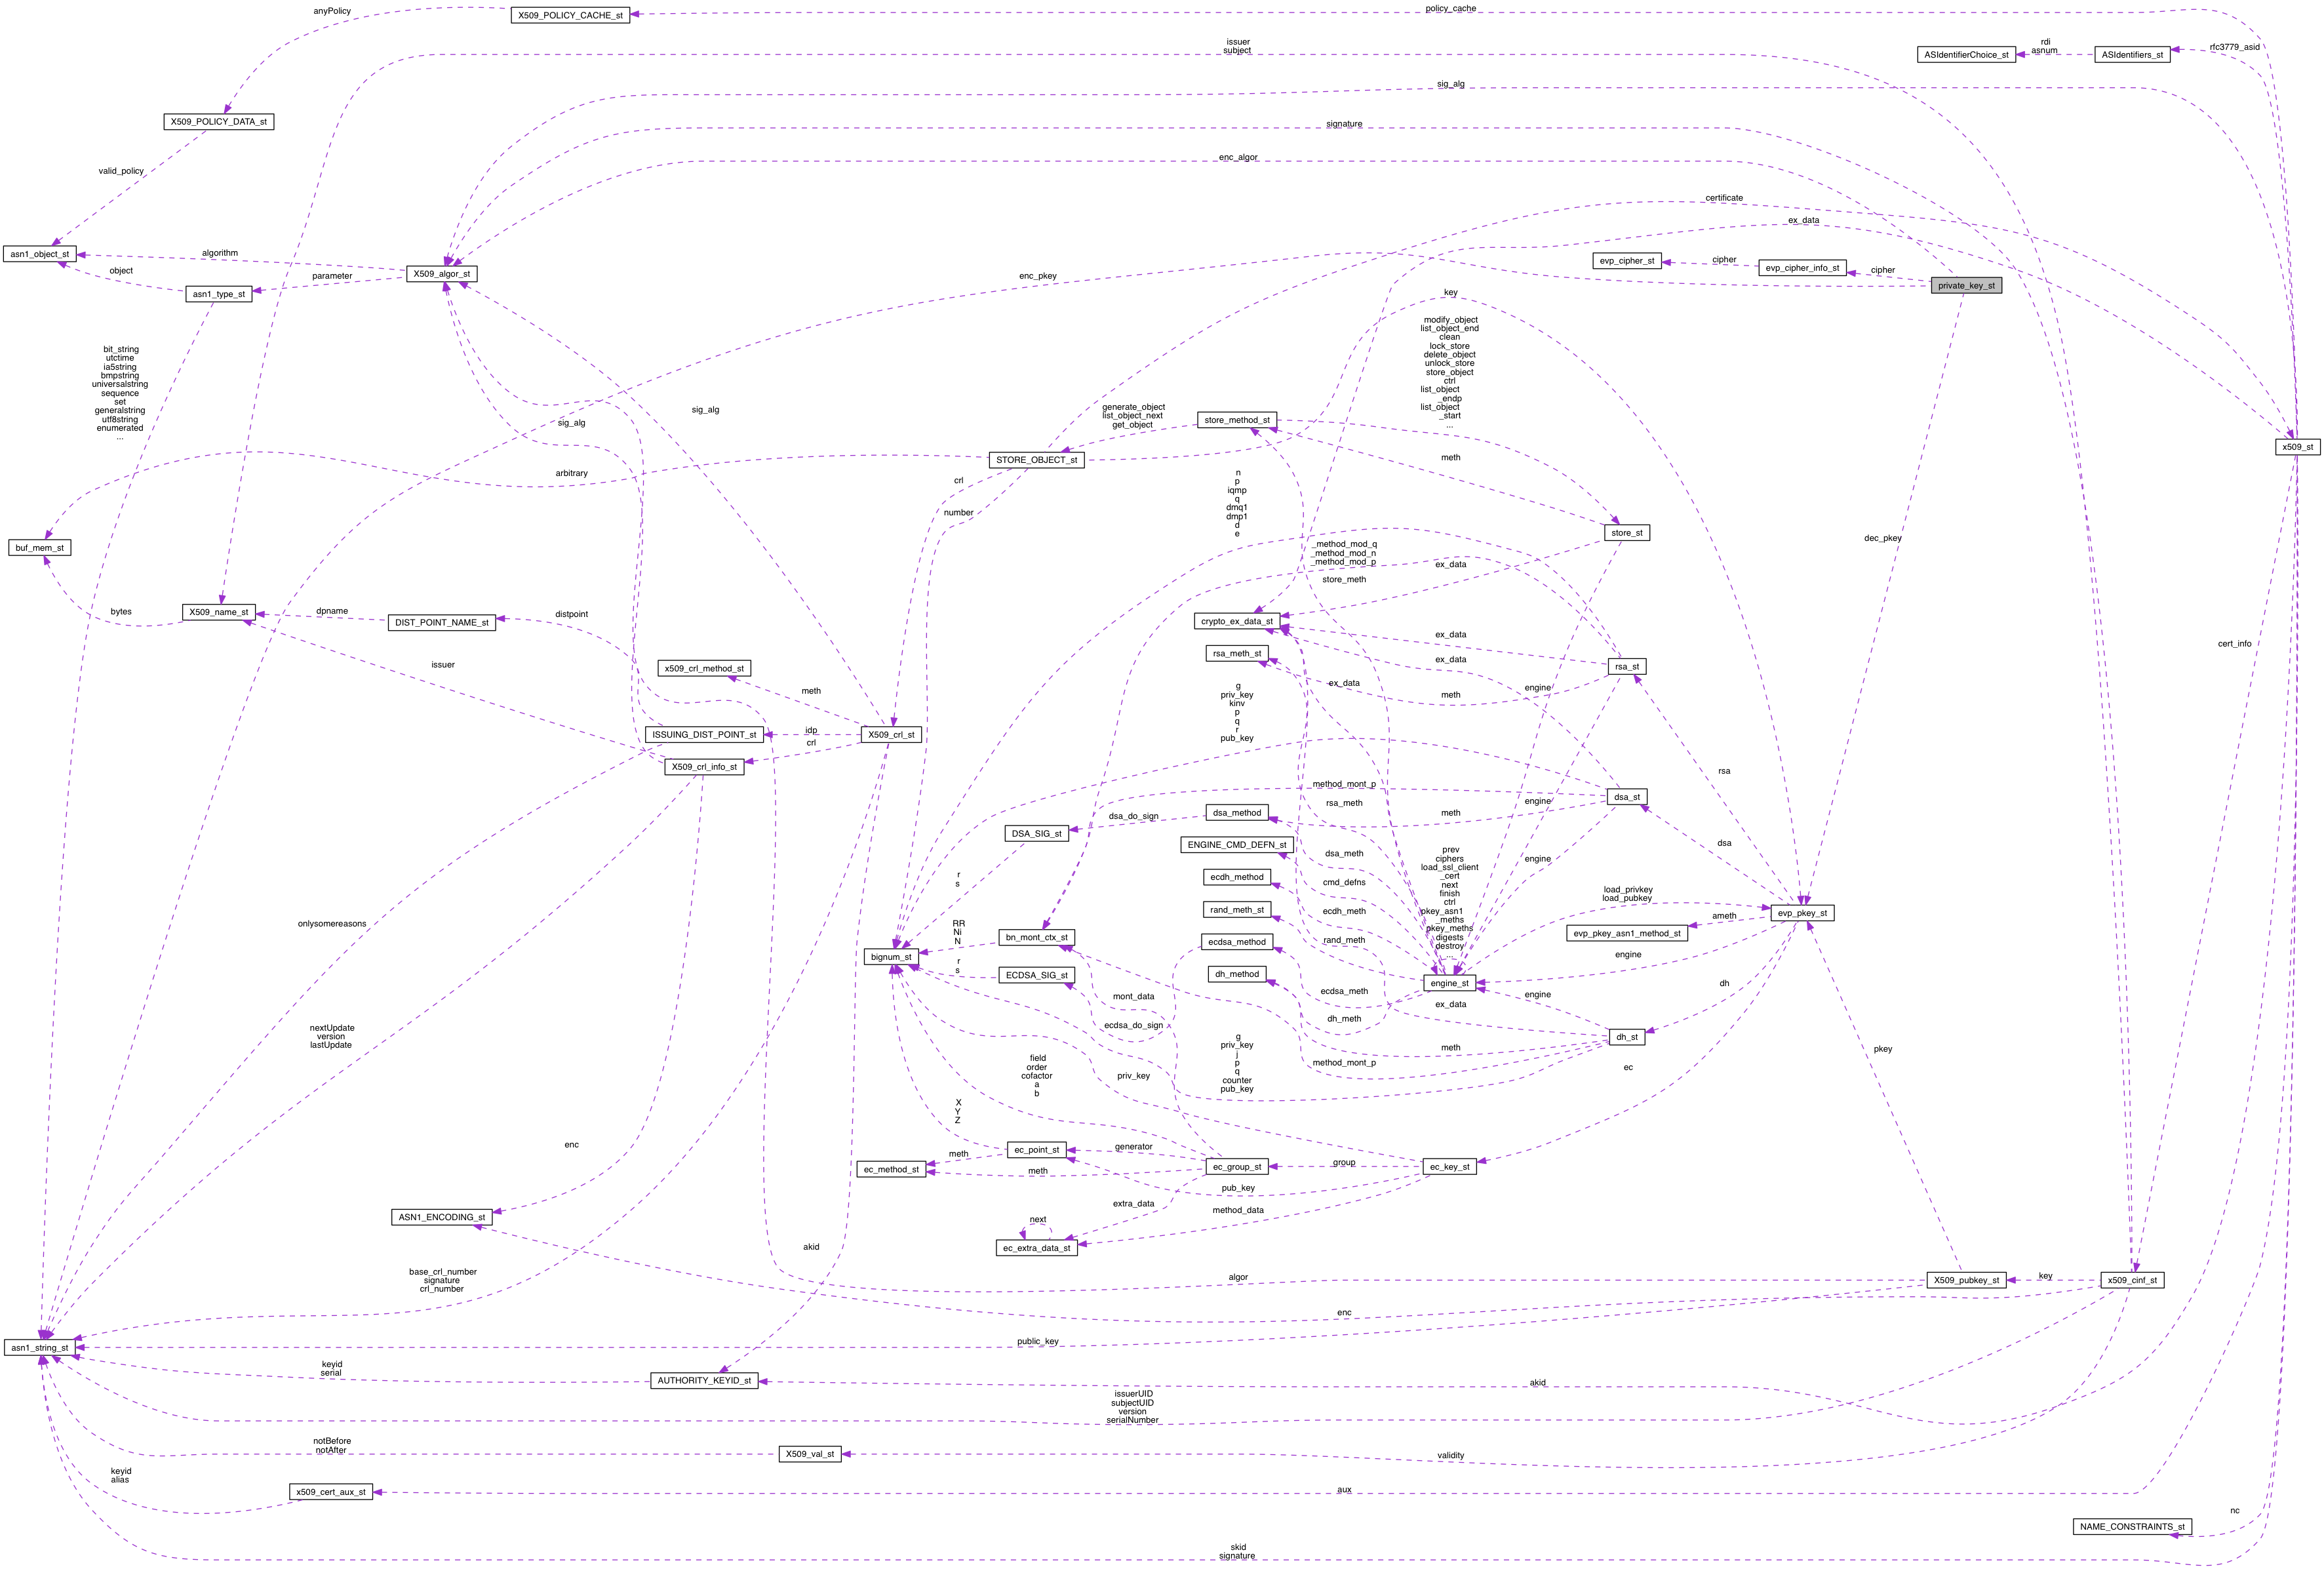 anyPolicy
X509_POLICY_CACHE_st
policy_cache
issuer
subject
ASIdentifierChoice_st
rdi
asnum
ASIdentifiers_st
rfc3779_asid
sig_alg
X509_POLICY_DATA_st
signature
enc_algor
valid_policy
certificate
ex_data
asn1_object_st
algorithm
object
X509_algor_st
parameter
asn1_type_st
enc_pkey
evp_cipher_st
cipher
evp_cipher_info_st
cipher
private_key_st
key
modify_object
list_object_end
clean
lock_store
delete_object
unlock_store
store_object
ctrl
list_object
_endp
list_object
_start
...
bit_string
utctime
ia5string
bmpstring
universalstring
sequence
set
generalstring
utf8string
enumerated
...
sig_alg
sig_alg
generate_object
list_object_next
get_object
store_method_st
x509_st
STORE_OBJECT_st
meth
arbitrary
crl
number
n
p
iqmp
q
dmq1
dmp1
d
e
store_st
buf_mem_st
dec_pkey
_method_mod_q
_method_mod_n
_method_mod_p
ex_data
store_meth
bytes
X509_name_st
dpname
DIST_POINT_NAME_st
distpoint
crypto_ex_data_st
ex_data
cert_info
issuer
x509_crl_method_st
rsa_meth_st
ex_data
rsa_st
meth
ex_data
meth
engine
g
priv_key
kinv
p
q
r
pub_key
ISSUING_DIST_POINT_st
idp
crl
X509_crl_st
X509_crl_info_st
rsa
method_mont_p
dsa_st
rsa_meth
engine
dsa_do_sign
dsa_method
meth
DSA_SIG_st
ENGINE_CMD_DEFN_st
dsa_meth
engine
dsa
prev
ciphers
load_ssl_client
_cert
next
finish
ctrl
pkey_asn1
_meths
pkey_meths
digests
destroy
...
r
s
ecdh_method
cmd_defns
load_privkey
load_pubkey
onlysomereasons
rand_meth_st
ecdh_meth
ameth
evp_pkey_st
RR
Ni
N
bn_mont_ctx_st
ecdsa_method
rand_meth
evp_pkey_asn1_method_st
bignum_st
r
s
ECDSA_SIG_st
dh_method
engine
engine_st
ecdsa_meth
dh
mont_data
ex_data
engine
ecdsa_do_sign
dh_meth
nextUpdate
version
lastUpdate
g
priv_key
j
p
q
counter
pub_key
meth
dh_st
pkey
method_mont_p
field
order
cofactor
a
b
priv_key
ec
X
Y
Z
enc
ec_point_st
generator
meth
ec_method_st
meth
ec_group_st
group
ec_key_st
pub_key
extra_data
method_data
ASN1_ENCODING_st
next
ec_extra_data_st
akid
base_crl_number
signature
crl_number
algor
X509_pubkey_st
key
x509_cinf_st
enc
public_key
asn1_string_st
keyid
serial
AUTHORITY_KEYID_st
akid
issuerUID
subjectUID
version
serialNumber
notBefore
notAfter
X509_val_st
validity
keyid
alias
x509_cert_aux_st
aux
nc
NAME_CONSTRAINTS_st
skid
signature